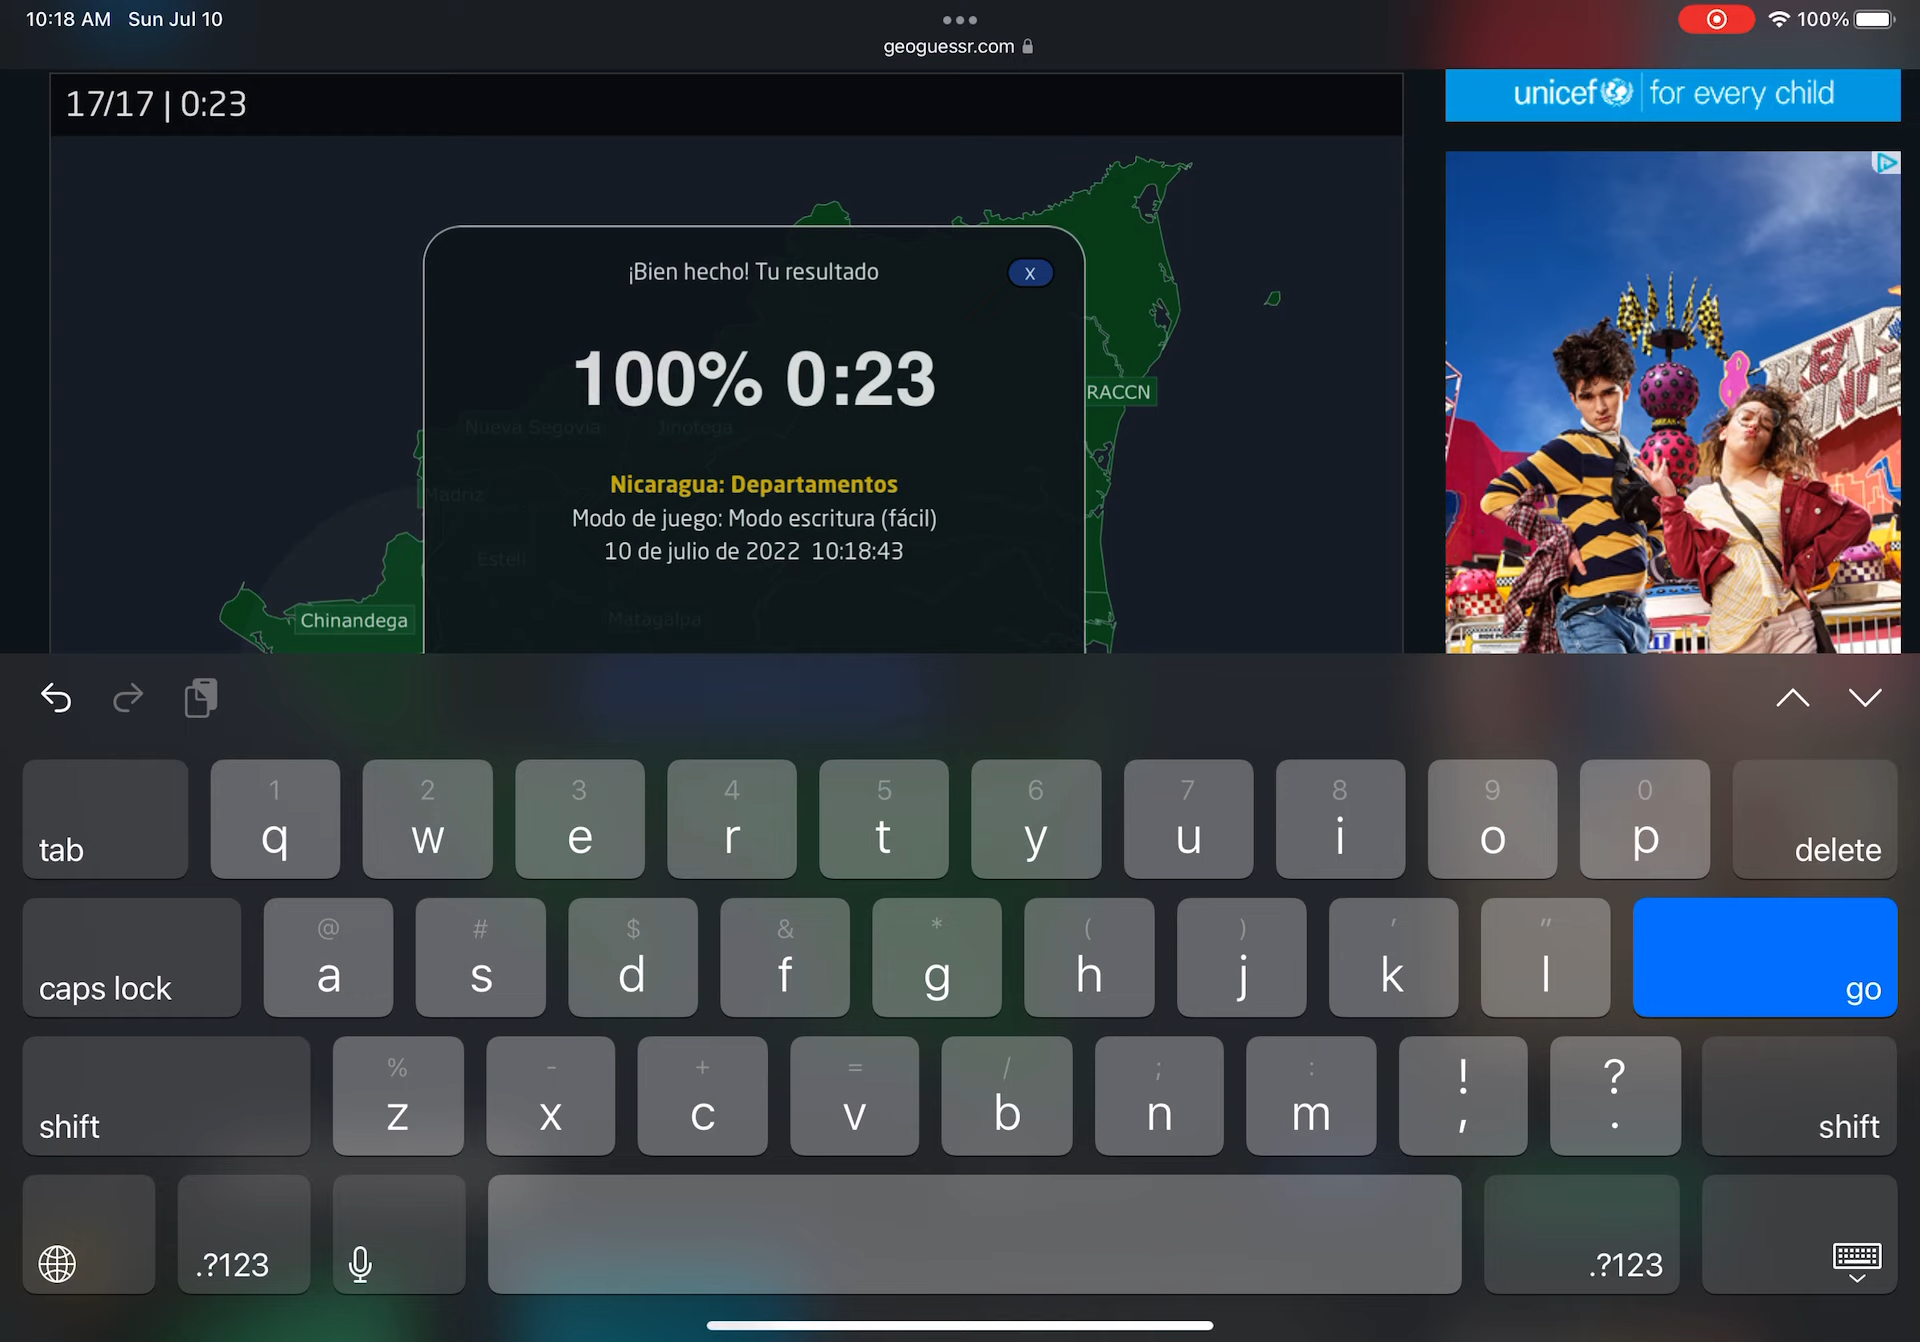 10:18 AM Sun Jul 10
100%
geoguessr.com
17/17 | 0:23
unicef for every child
¡Bien hecho! Tu resultado
X
100% 0:23
RACCN
Nueva Segovia Jinotega
Madriz
Nicaragua: Departamentos
Modo de juego: Modo escritura (fácil)
10 de julio de 2022 10:18:43
Estelí
Chinandega
Matagalpa
BREAK
DANCE
tab 1 q 2 w 3 e 4 r 5 t 6 y 7 u 8 i 9 o 0 p delete
caps lock @ a # s $ d & f * g ( h ) j ' k " l go
shift % z - x + c = v / b ; n : m ! , ? . shift
.?123 .?123